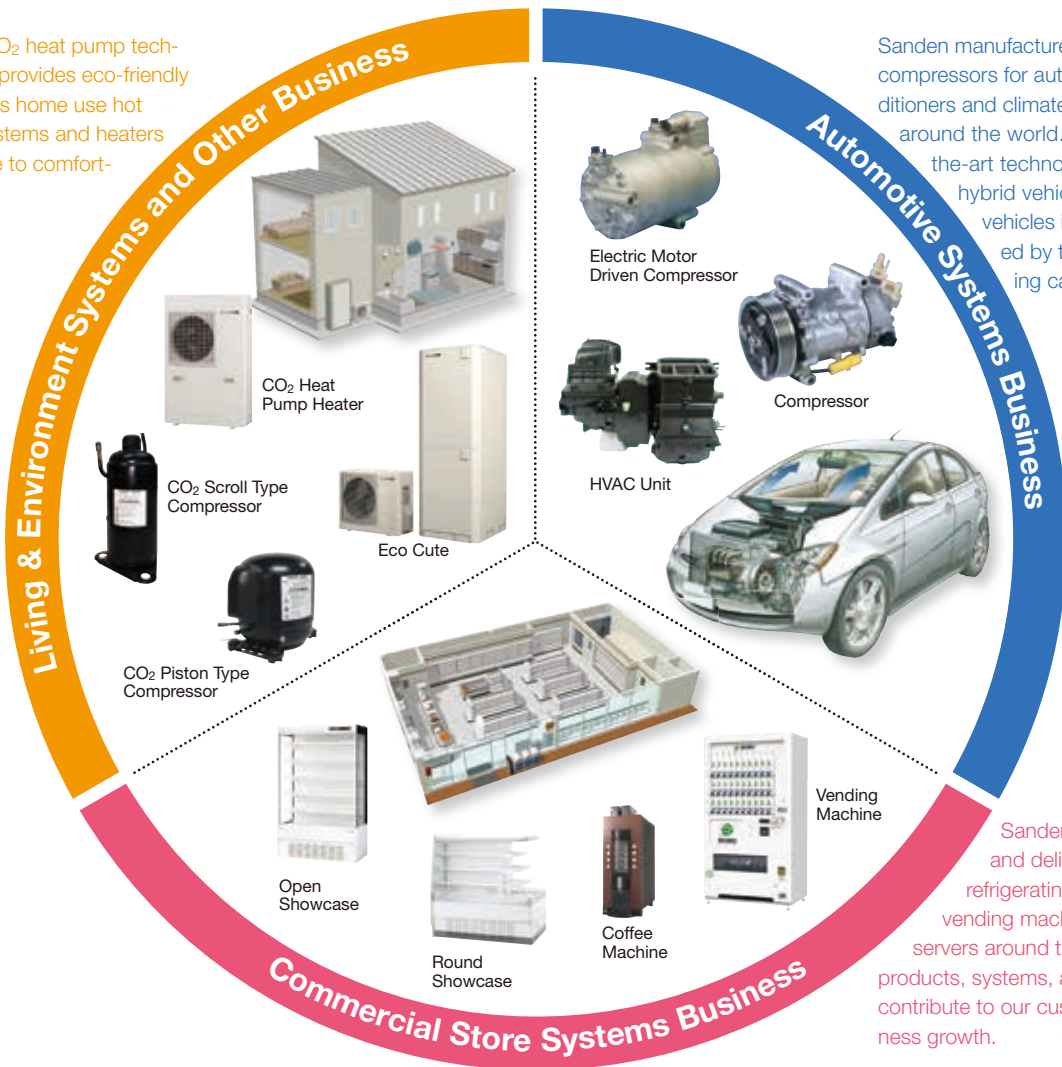 O₂ heat pump tech-
provides eco-friendly
s home use hot
stems and heaters
e to comfort-
Living & Environment Systems and Other Business
CO₂ Heat
Pump Heater
CO₂ Scroll Type
Compressor
Eco Cute
CO₂ Piston Type
Compressor
Sanden manufacture
compressors for aut
ditioners and climate
around the world.
the-art techno
hybrid vehic
vehicles i
ed by t
ing ca
Automotive Systems Business
Electric Motor
Driven Compressor
Compressor
HVAC Unit
Commercial Store Systems Business
Open
Showcase
Round
Showcase
Coffee
Machine
Vending
Machine
Sanden
and deli
refrigerating
vending mach
servers around t
products, systems, a
contribute to our cus
ness growth.